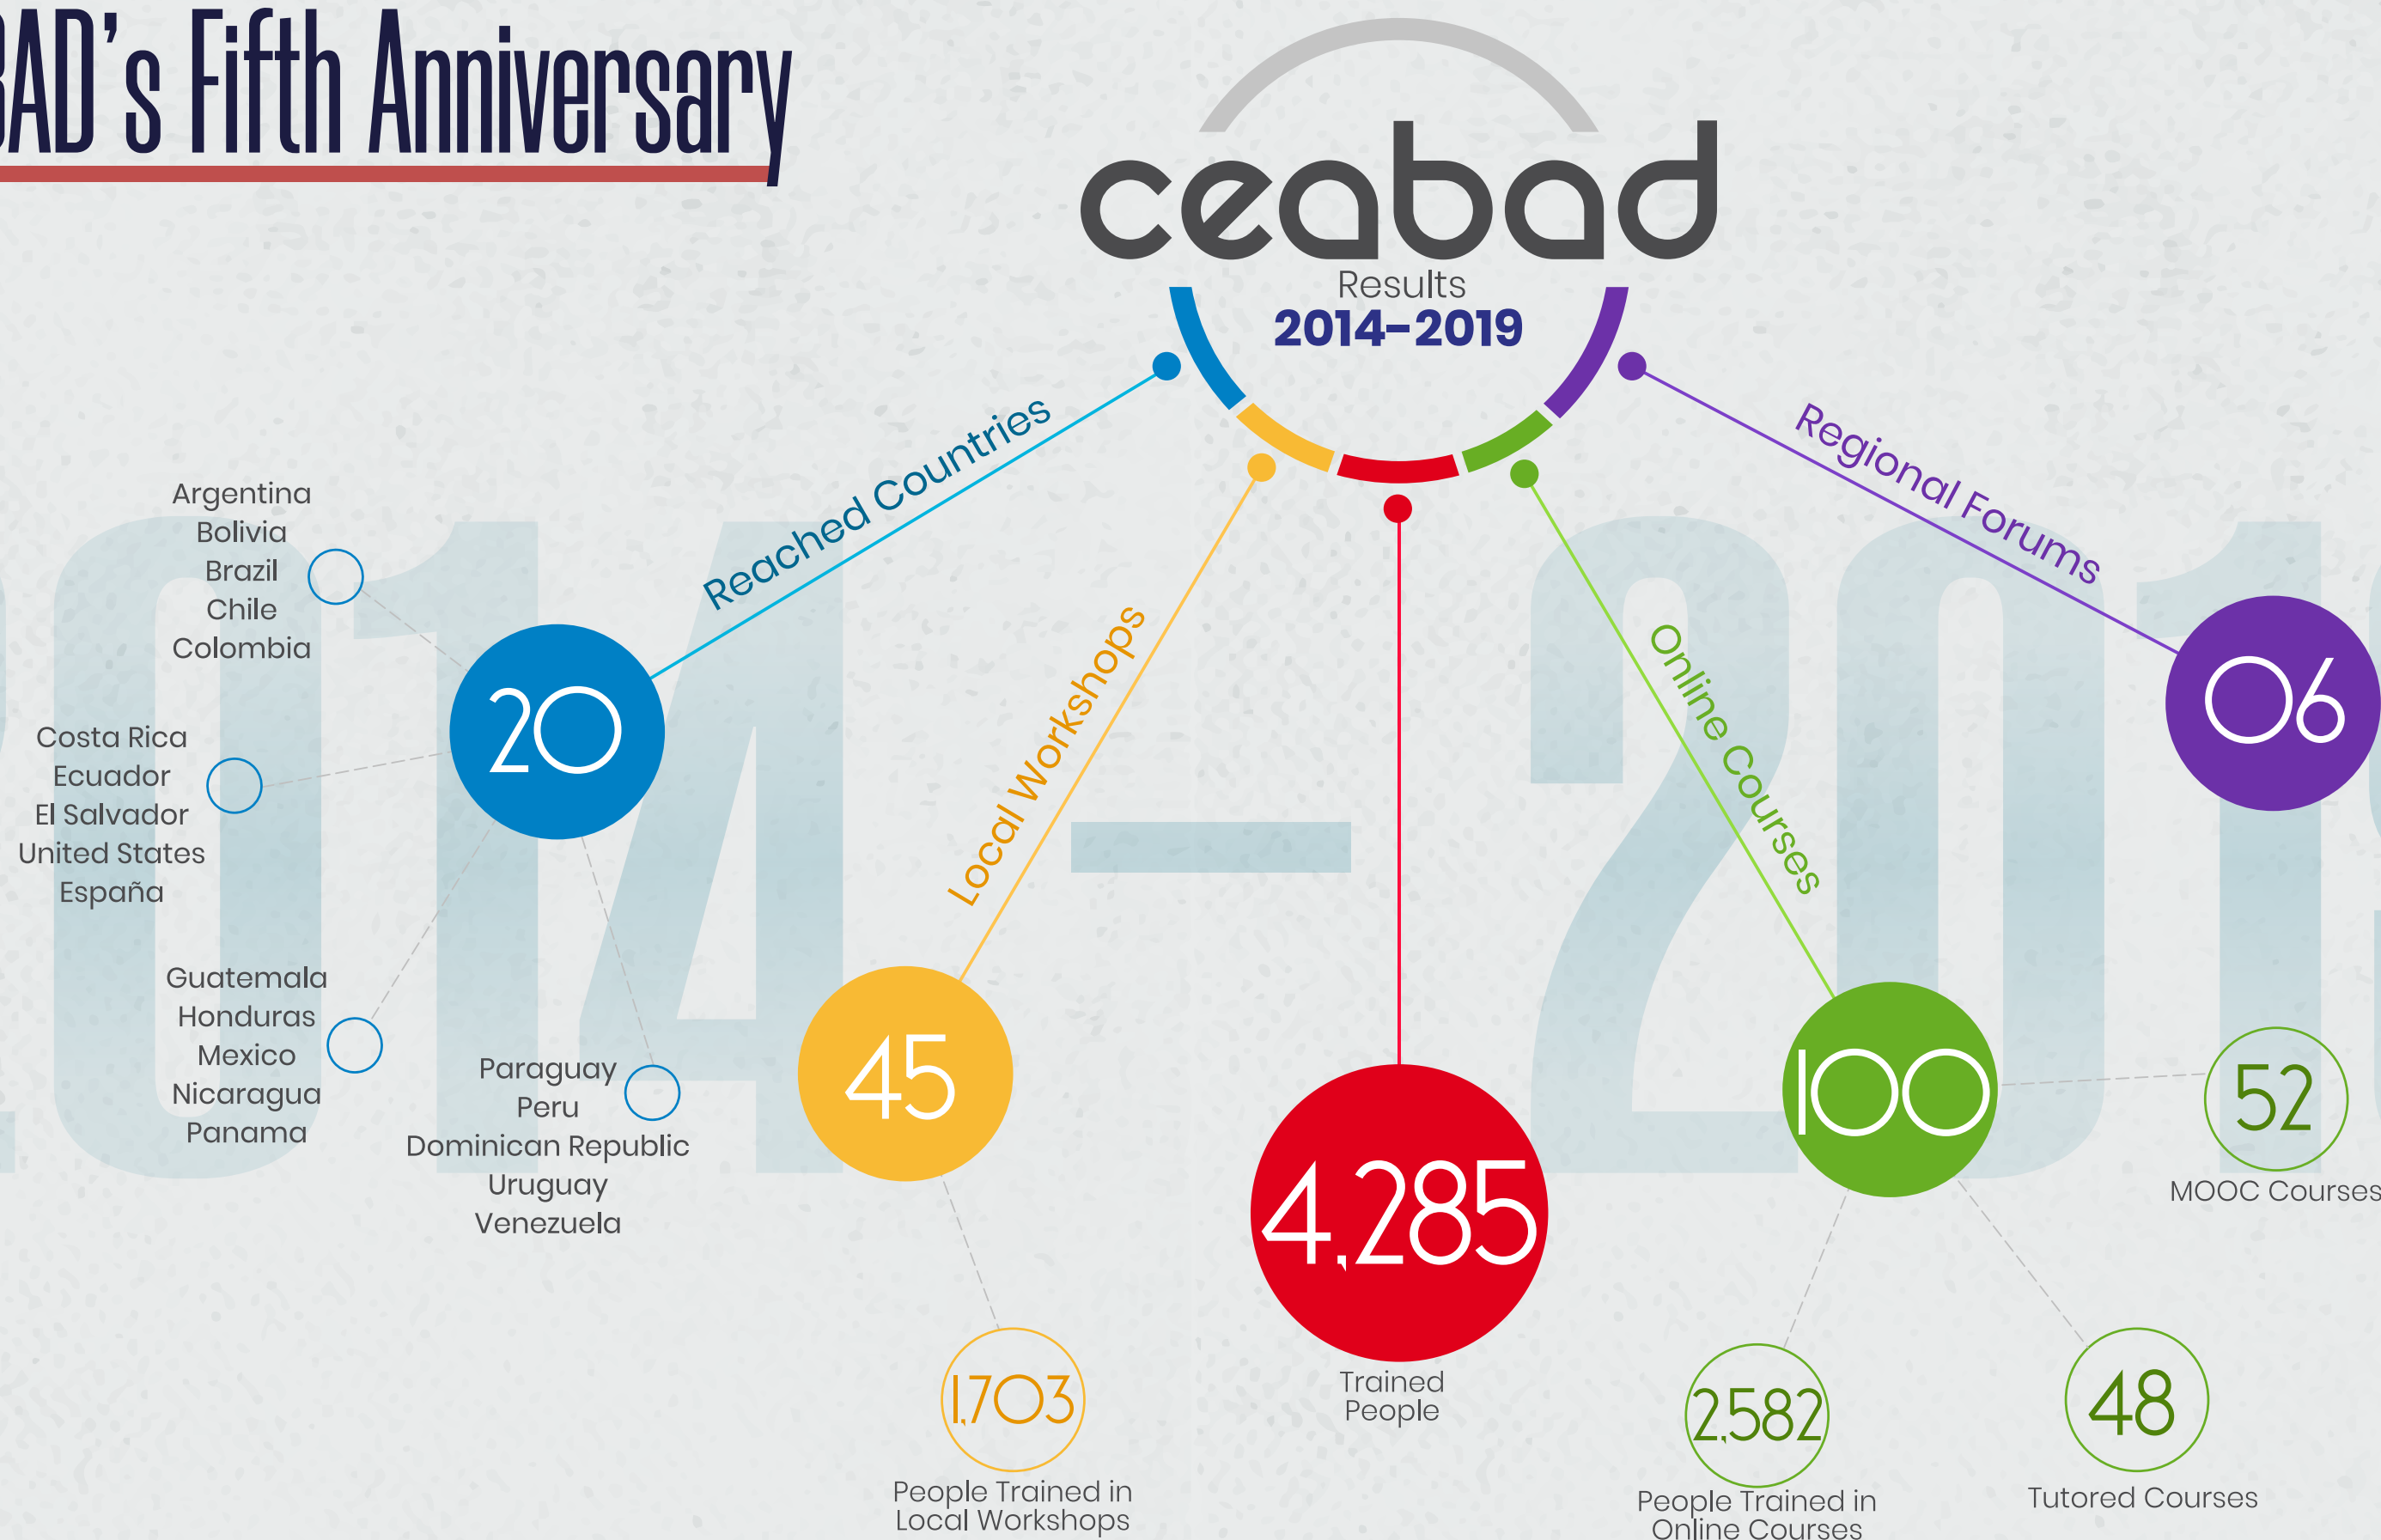 BAD's Fifth Anniversary
ceabad
Results
2014-2019
Reached Countries
Local Workshops
Online Courses
Regional Forums
2014 - 201
20
Argentina
Bolivia
Brazil
Chile
Colombia
Costa Rica
Ecuador
El Salvador
United States
España
Guatemala
Honduras
Mexico
Nicaragua
Panama
Paraguay
Peru
Dominican Republic
Uruguay
Venezuela
45
1,703
People Trained in
Local Workshops
4,285
Trained
People
100
2,582
People Trained in
Online Courses
48
Tutored Courses
52
MOOC Courses
06